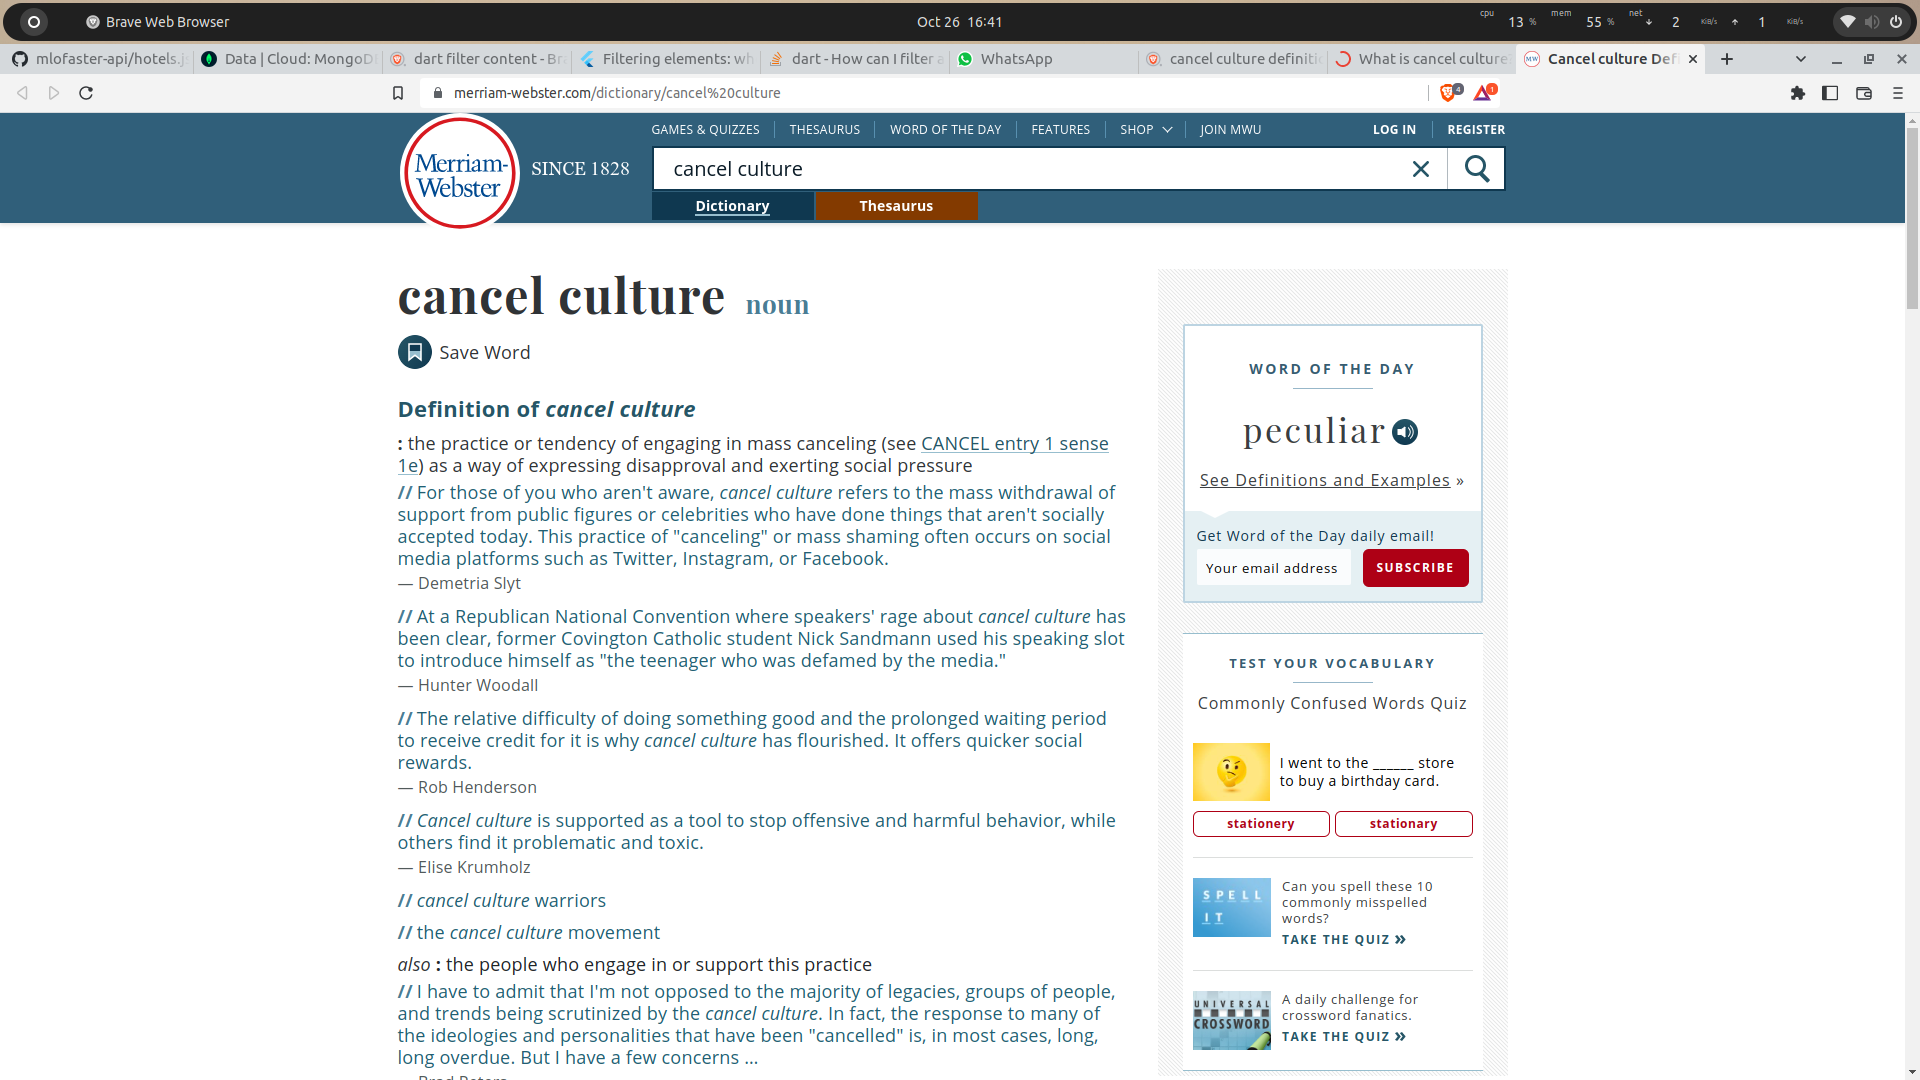 Brave Web Browser
Oct 26 16:41
cpu 13 % mem 55 % net 2 KiB/s 1 KiB/s
mlofaster-api/hotels.js
Data | Cloud: MongoD
dart filter content - Br
Filtering elements: wh
dart - How can I filter a
WhatsApp
cancel culture definiti
What is cancel culture
Cancel culture Def
merriam-webster.com/dictionary/cancel%20culture
4
1
GAMES & QUIZZES
THESAURUS
WORD OF THE DAY
FEATURES
SHOP
JOIN MWU
LOG IN
REGISTER
Merriam-
Webster
SINCE 1828
cancel culture
Dictionary
Thesaurus
cancel culture noun
Save Word
Definition of cancel culture
: the practice or tendency of engaging in mass canceling (see CANCEL entry 1 sense
1e) as a way of expressing disapproval and exerting social pressure
// For those of you who aren't aware, cancel culture refers to the mass withdrawal of
support from public figures or celebrities who have done things that aren't socially
accepted today. This practice of "canceling" or mass shaming often occurs on social
media platforms such as Twitter, Instagram, or Facebook.
— Demetria Slyt
// At a Republican National Convention where speakers' rage about cancel culture has
been clear, former Covington Catholic student Nick Sandmann used his speaking slot
to introduce himself as "the teenager who was defamed by the media."
— Hunter Woodall
// The relative difficulty of doing something good and the prolonged waiting period
to receive credit for it is why cancel culture has flourished. It offers quicker social
rewards.
— Rob Henderson
// Cancel culture is supported as a tool to stop offensive and harmful behavior, while
others find it problematic and toxic.
— Elise Krumholz
// cancel culture warriors
// the cancel culture movement
also : the people who engage in or support this practice
// I have to admit that I'm not opposed to the majority of legacies, groups of people,
and trends being scrutinized by the cancel culture. In fact, the response to many of
the ideologies and personalities that have been "cancelled" is, in most cases, long,
long overdue. But I have a few concerns ...
WORD OF THE DAY
peculiar
See Definitions and Examples »
Get Word of the Day daily email!
Your email address
SUBSCRIBE
TEST YOUR VOCABULARY
Commonly Confused Words Quiz
I went to the ______ store
to buy a birthday card.
stationery
stationary
SPELL
IT
Can you spell these 10
commonly misspelled
words?
TAKE THE QUIZ »
UNIVERSAL
CROSSWORD
A daily challenge for
crossword fanatics.
TAKE THE QUIZ »